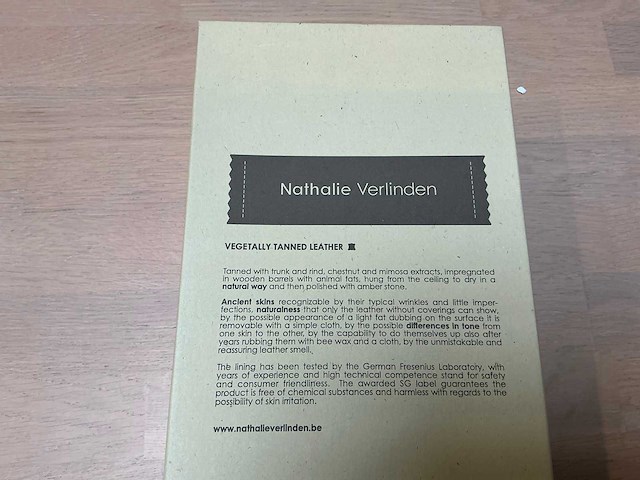 Nathalie Verlinden
VEGETALLY TANNED LEATHER
Tanned with trunk and rind, chestnut and mimosa extracts, impregnated
in wooden barrels with animal fats, hung from the ceiling to dry in a
natural way and then polished with amber stone.
Ancient skins recognizable by their typical wrinkles and little imper-
fections, naturalness that only the leather without coverings can show,
by the possible appearance of a light fat dubbing on the surface it is
removable with a simple cloth, by the possible differences in tone from
one skin to the other, by the capability to do themselves up also after
years rubbing them with bee wax and a cloth, by the unmistakable and
reassuring leather smell.
The lining has been tested by the German Fresenius Laboratory, with
years of experience and high technical competence stand for safety
and consumer friendlirress. The awarded SG label guarantees the
product is free of chemical substances and harmless with regards to the
possibility of skin irritation.
www.nathalieverlinden.be